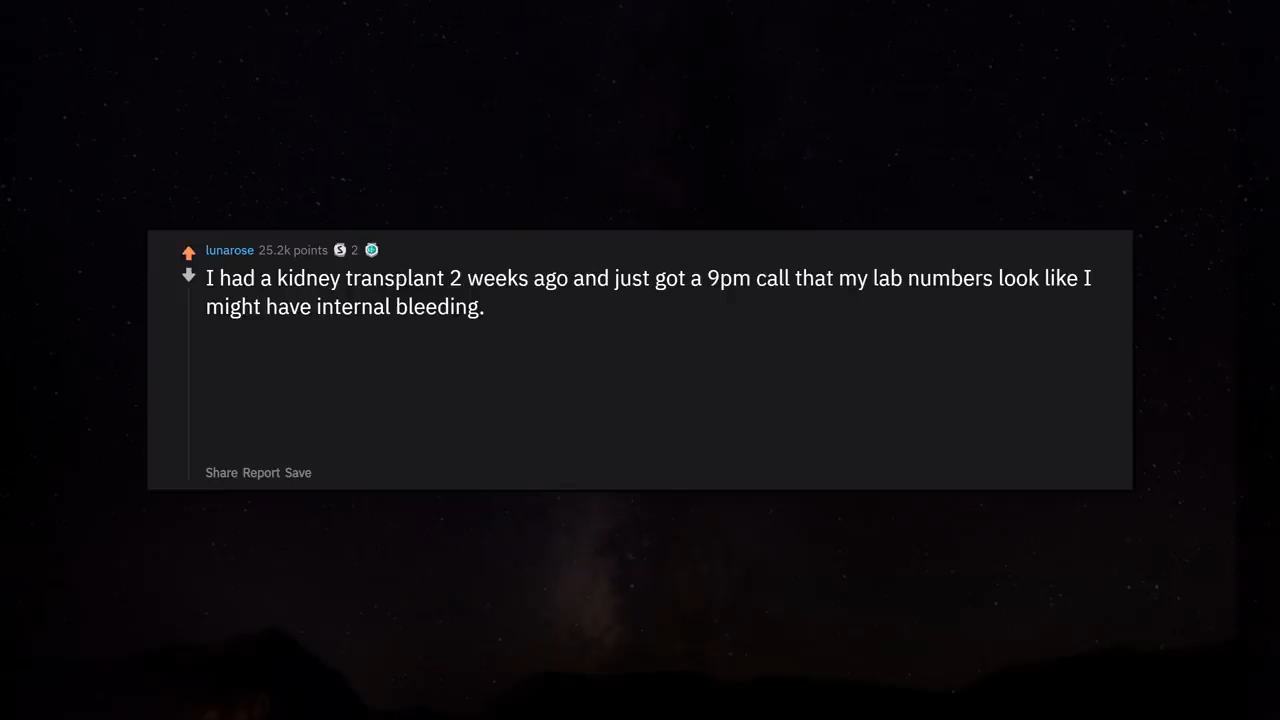 lunarose 25.2k points S 2
I had a kidney transplant 2 weeks ago and just got a 9pm call that my lab numbers look like I
might have internal bleeding.
Share Report Save